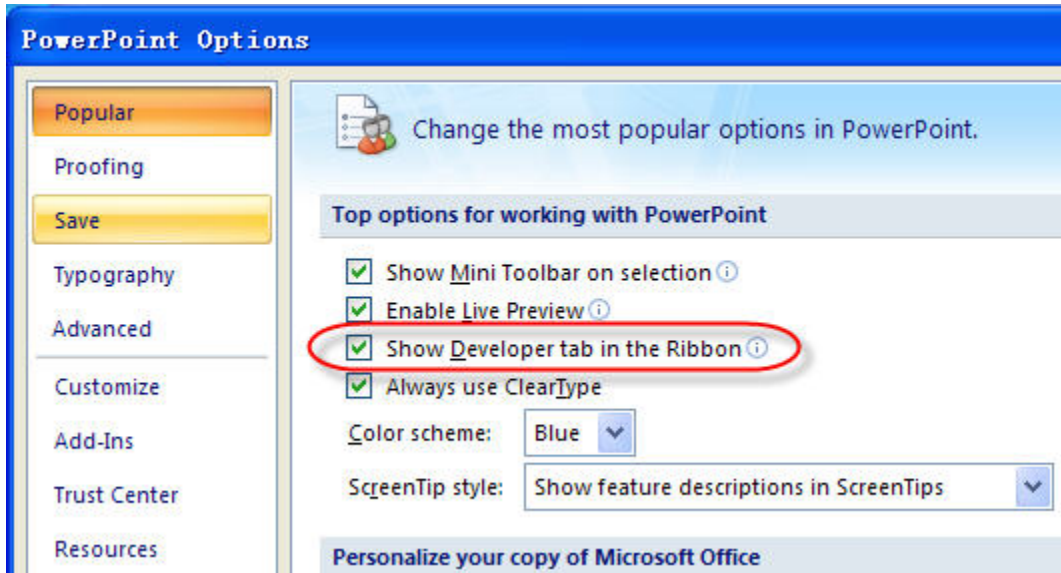 PowerPoint Options
Popular
Proofing
Save
Typography
Advanced
Customize
Add-Ins
Trust Center
Resources
Change the most popular options in PowerPoint.
Top options for working with PowerPoint
Show Mini Toolbar on selection
Enable Live Preview
Show Developer tab in the Ribbon
Always use ClearType
Color scheme: Blue
ScreenTip style: Show feature descriptions in ScreenTips
Personalize your copy of Microsoft Office